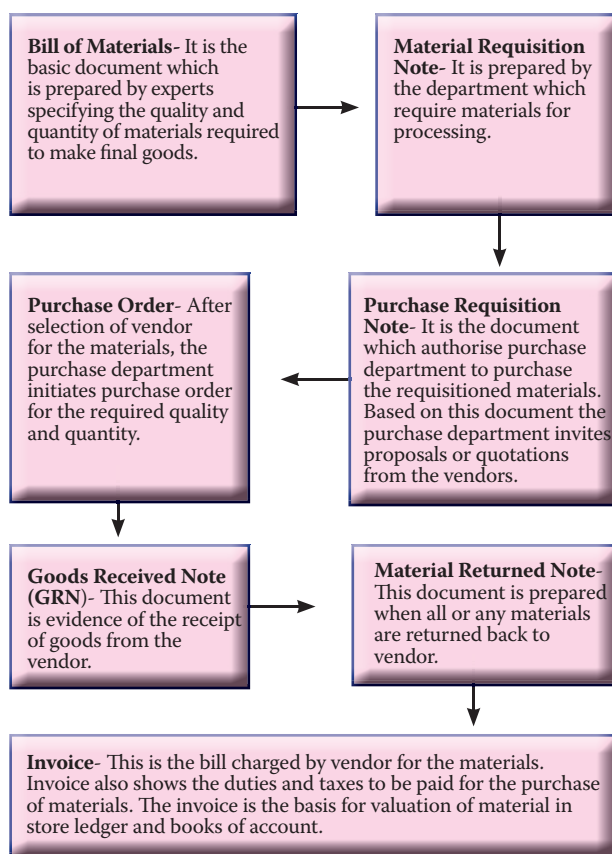 Bill of Materials- It is the
basic document which
is prepared by experts
specifying the quality and
quantity of materials required
to make final goods.
Material Requisition
Note- It is prepared by
the department which
require materials for
processing.
Purchase Requisition
Note- It is the document
which authorise purchase
department to purchase
the requisitioned materials.
Based on this document the
purchase department invites
proposals or quotations
from the vendors.
Purchase Order- After
selection of vendor
for the materials, the
purchase department
initiates purchase order
for the required quality
and quantity.
Goods Received Note
(GRN)- This document
is evidence of the receipt
of goods from the
vendor.
Material Returned Note-
This document is prepared
when all or any materials
are returned back to
vendor.
Invoice- This is the bill charged by vendor for the materials.
Invoice also shows the duties and taxes to be paid for the purchase
of materials. The invoice is the basis for valuation of material in
store ledger and books of account.